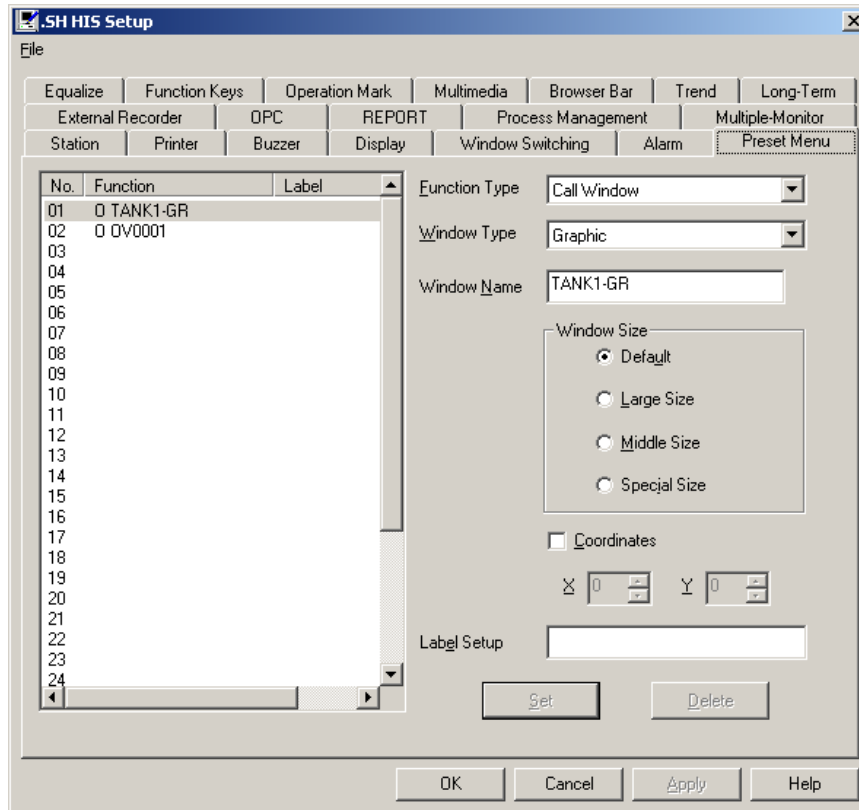 .SH HIS Setup
File
Equalize Function Keys Operation Mark Multimedia Browser Bar Trend Long-Term
External Recorder OPC REPORT Process Management Multiple-Monitor
Station Printer Buzzer Display Window Switching Alarm Preset Menu
No. Function Label
01 O TANK1-GR
02 O OV0001
03
04
05
06
07
08
09
10
11
12
13
14
15
16
17
18
19
20
21
22
23
24
Function Type Call Window
Window Type Graphic
Window Name TANK1-GR
Window Size
Default
Large Size
Middle Size
Special Size
Coordinates
X 0 Y 0
Label Setup
Set Delete
OK Cancel Apply Help